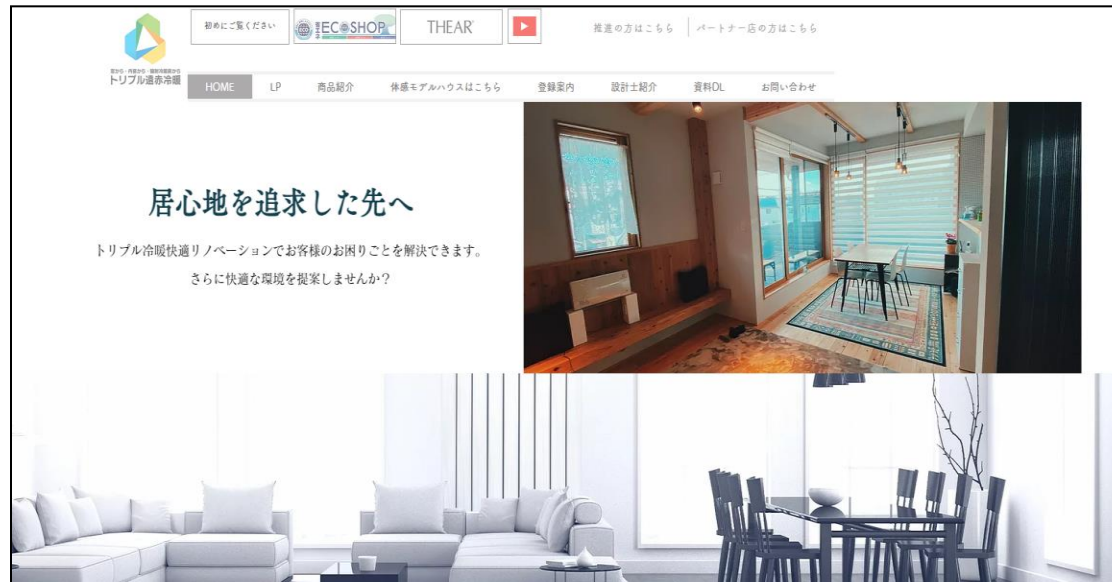 初めにご覧ください
ECO SHOP
THEAR
推進の方はこちら
パートナー店の方はこちら
トリプル遠赤冷暖
HOME
LP
商品紹介
体感モデルハウスはこちら
登録案内
設計士紹介
資料DL
お問い合わせ
居心地を追求した先へ
トリプル冷暖快適リノベーションでお客様のお困りごとを解決できます。
さらに快適な環境を提案しませんか？